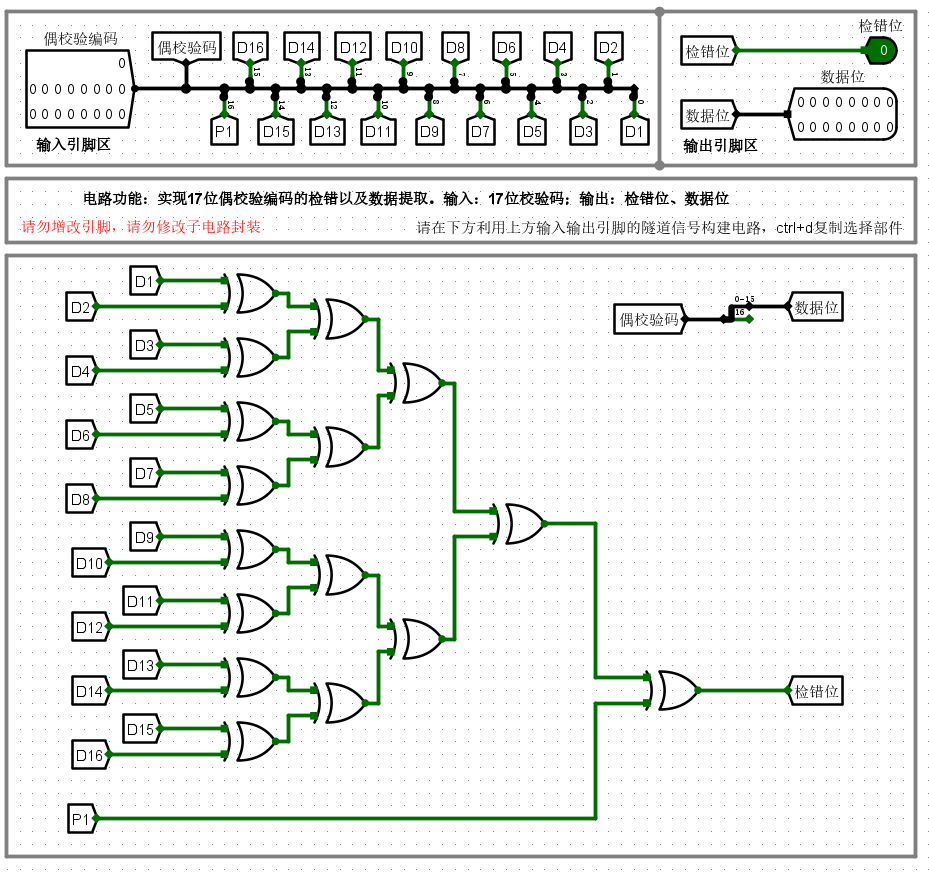 偶校验编码
0
0 0 0 0 0 0 0 0
0 0 0 0 0 0 0 0
输入引脚区
偶校验码
D16 D14 D12 D10 D8 D6 D4 D2
15 13 11 9 7 5 3 1
16 14 12 10 8 6 4 2 0
P1 D15 D13 D11 D9 D7 D5 D3 D1
检错位
检错位 0
数据位
数据位
0 0 0 0 0 0 0 0
0 0 0 0 0 0 0 0
输出引脚区
电路功能：实现17位偶校验编码的检错以及数据提取。输入：17位校验码；输出：检错位、数据位
请勿增改引脚，请勿修改子电路封装
请在下方利用上方输入输出引脚的隧道信号构建电路，ctrl+d复制选择部件
D1
D2
D3
D4
D5
D6
D7
D8
D9
D10
D11
D12
D13
D14
D15
D16
P1
偶校验码
0-15
16
数据位
检错位